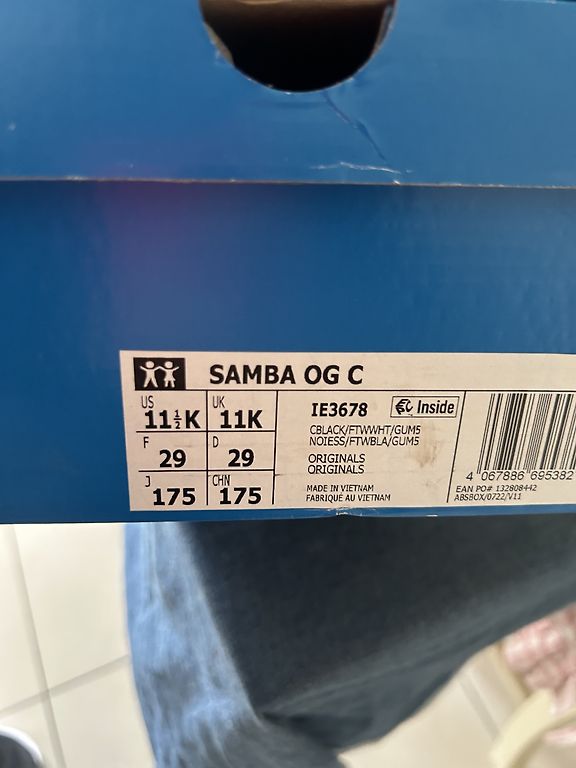 SAMBA OG C
US
11½K
UK
11K
F
29
D
29
J
175
CHN
175
IE3678
Inside
CBLACK/FTWWHT/GUM5
NOIESS/FTWBLA/GUM5
ORIGINALS
ORIGINALS
MADE IN VIETNAM
FABRIQUÉ AU VIETNAM
4 067886 695382
EAN PO# 132808442
ABSBOX/0722/V11